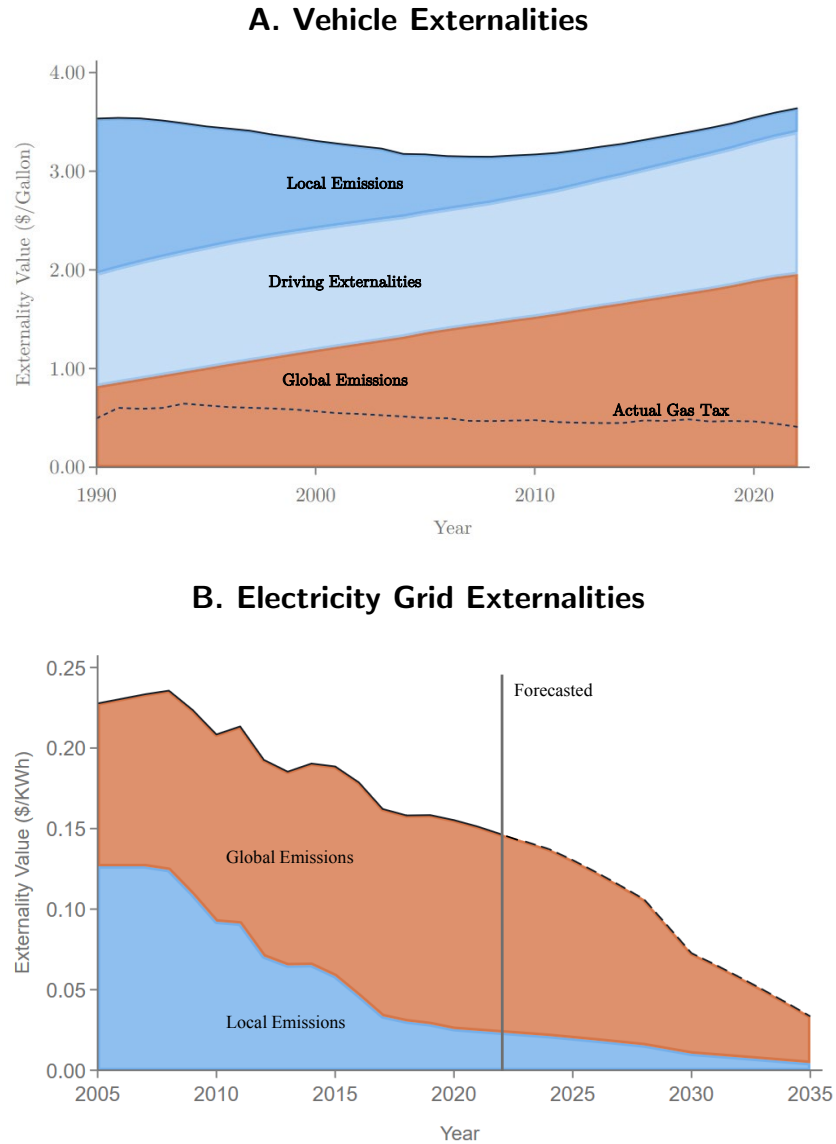 A. Vehicle Externalities
4.00
3.00
2.00
1.00
0.00
Externality Value ($/Gallon)
Local Emissions
Driving Externalities
Global Emissions
Actual Gas Tax
1990
2000
2010
2020
Year
B. Electricity Grid Externalities
0.25
0.20
0.15
0.10
0.05
0.00
Externality Value ($/KWh)
Forecasted
Global Emissions
Local Emissions
2005
2010
2015
2020
2025
2030
2035
Year